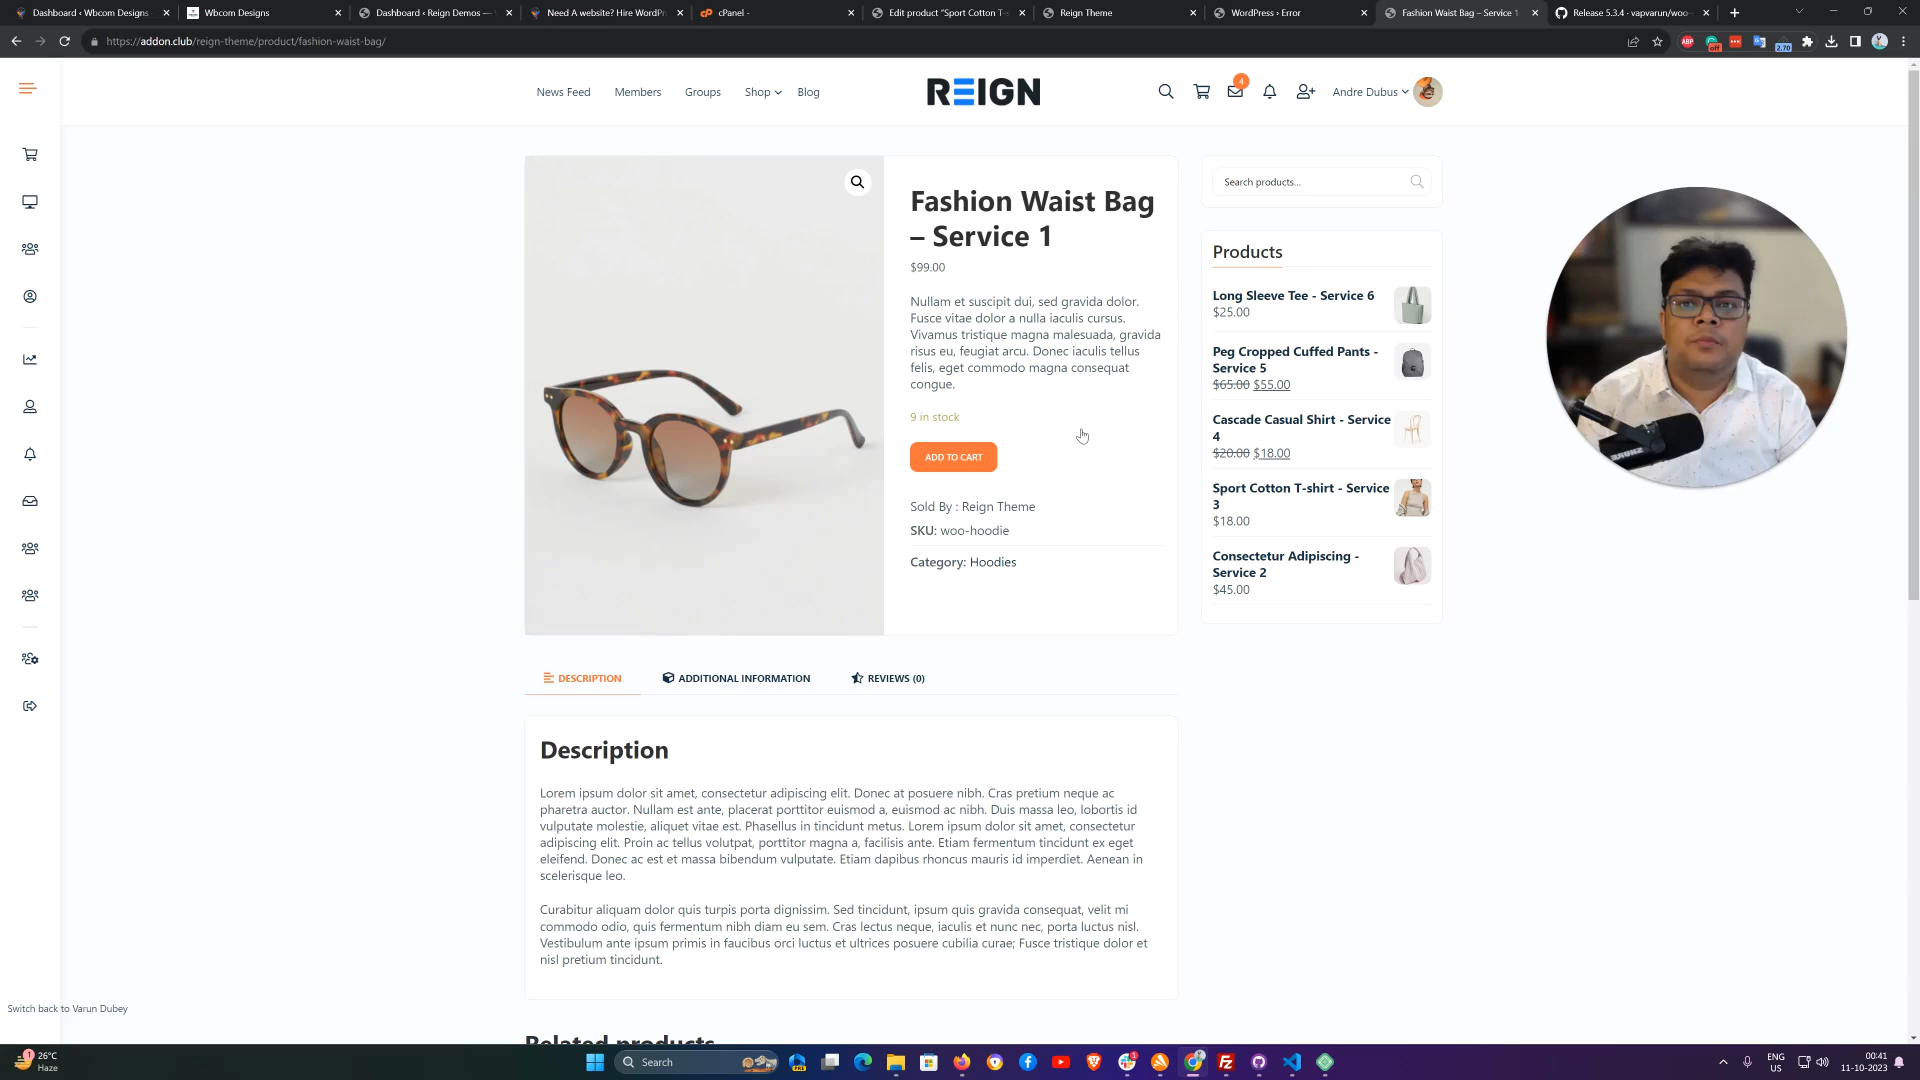 Dashboard ‹ Wbcom Designs
Wbcom Designs
Dashboard ‹ Reign Demos —
Need A website? Hire WordPr
cPanel -
Edit product "Sport Cotton T-s
Reign Theme
WordPress › Error
Fashion Waist Bag – Service 1
Release 5.3.4 · vapvarun/woo
https://addon.club/reign-theme/product/fashion-waist-bag/
ABP
off
2.70
News Feed
Members
Groups
Shop
Blog
REIGN
4
Andre Dubus
Fashion Waist Bag
– Service 1
$99.00
Nullam et suscipit dui, sed gravida dolor.
Fusce vitae dolor a nulla iaculis cursus.
Vivamus tristique magna malesuada, gravida
risus eu, feugiat arcu. Donec iaculis tellus
felis, eget commodo magna consequat
congue.
9 in stock
ADD TO CART
Sold By : Reign Theme
SKU: woo-hoodie
Category: Hoodies
Search products...
Products
Long Sleeve Tee - Service 6
$25.00
Peg Cropped Cuffed Pants -
Service 5
$65.00 $55.00
Cascade Casual Shirt - Service
4
$20.00 $18.00
Sport Cotton T-shirt - Service
3
$18.00
Consectetur Adipiscing -
Service 2
$45.00
DESCRIPTION
ADDITIONAL INFORMATION
REVIEWS (0)
Description
Lorem ipsum dolor sit amet, consectetur adipiscing elit. Donec at posuere nibh. Cras pretium neque ac
pharetra auctor. Nullam est ante, placerat porttitor euismod a, euismod ac nibh. Duis massa leo, lobortis id
vulputate molestie, aliquet vitae est. Phasellus in tincidunt metus. Lorem ipsum dolor sit amet, consectetur
adipiscing elit. Proin ac tellus volutpat, porttitor magna a, facilisis ante. Etiam fermentum tincidunt ex eget
eleifend. Donec ac est et massa bibendum vulputate. Etiam dapibus rhoncus mauris id imperdiet. Aenean in
scelerisque leo.
Curabitur aliquam dolor quis turpis porta dignissim. Sed tincidunt, ipsum quis gravida consequat, velit mi
commodo odio, quis fermentum nibh diam eu sem. Cras lectus neque, iaculis et nunc nec, porta luctus nisl.
Vestibulum ante ipsum primis in faucibus orci luctus et ultrices posuere cubilia curae; Fusce tristique dolor et
nisl pretium tincidunt.
Related products
Switch back to Varun Dubey
1
26°C
Haze
Search
ENG
US
00:41
11-10-2023